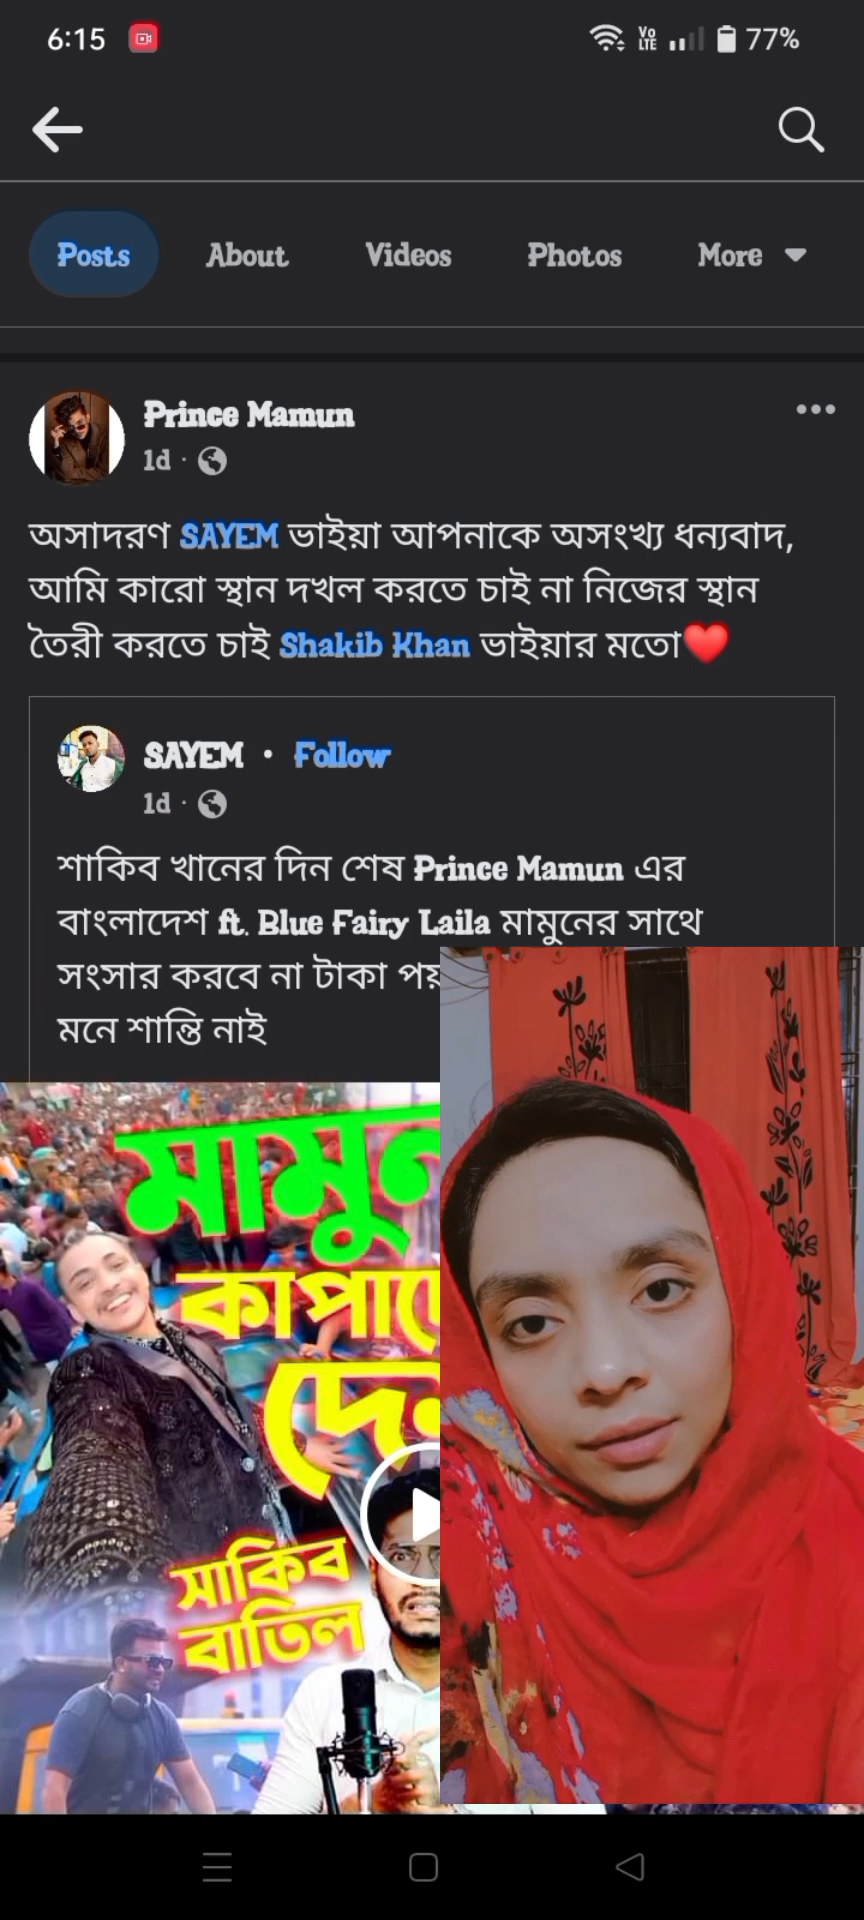 6:15
Vo LTE
77%
Posts About Videos Photos More
Prince Mamun
1d
অসাদরণ SAYEM ভাইয়া আপনাকে অসংখ্য ধন্যবাদ,
আমি কারো স্থান দখল করতে চাই না নিজের স্থান
তৈরী করতে চাই Shakib Khan ভাইয়ার মতো❤️
SAYEM • Follow
1d
শাকিব খানের দিন শেষ Prince Mamun এর
বাংলাদেশ ft. Blue Fairy Laila মামুনের সাথে
সংসার করবে না টাকা
মনে শান্তি নাই
সাকিব
বাতিল